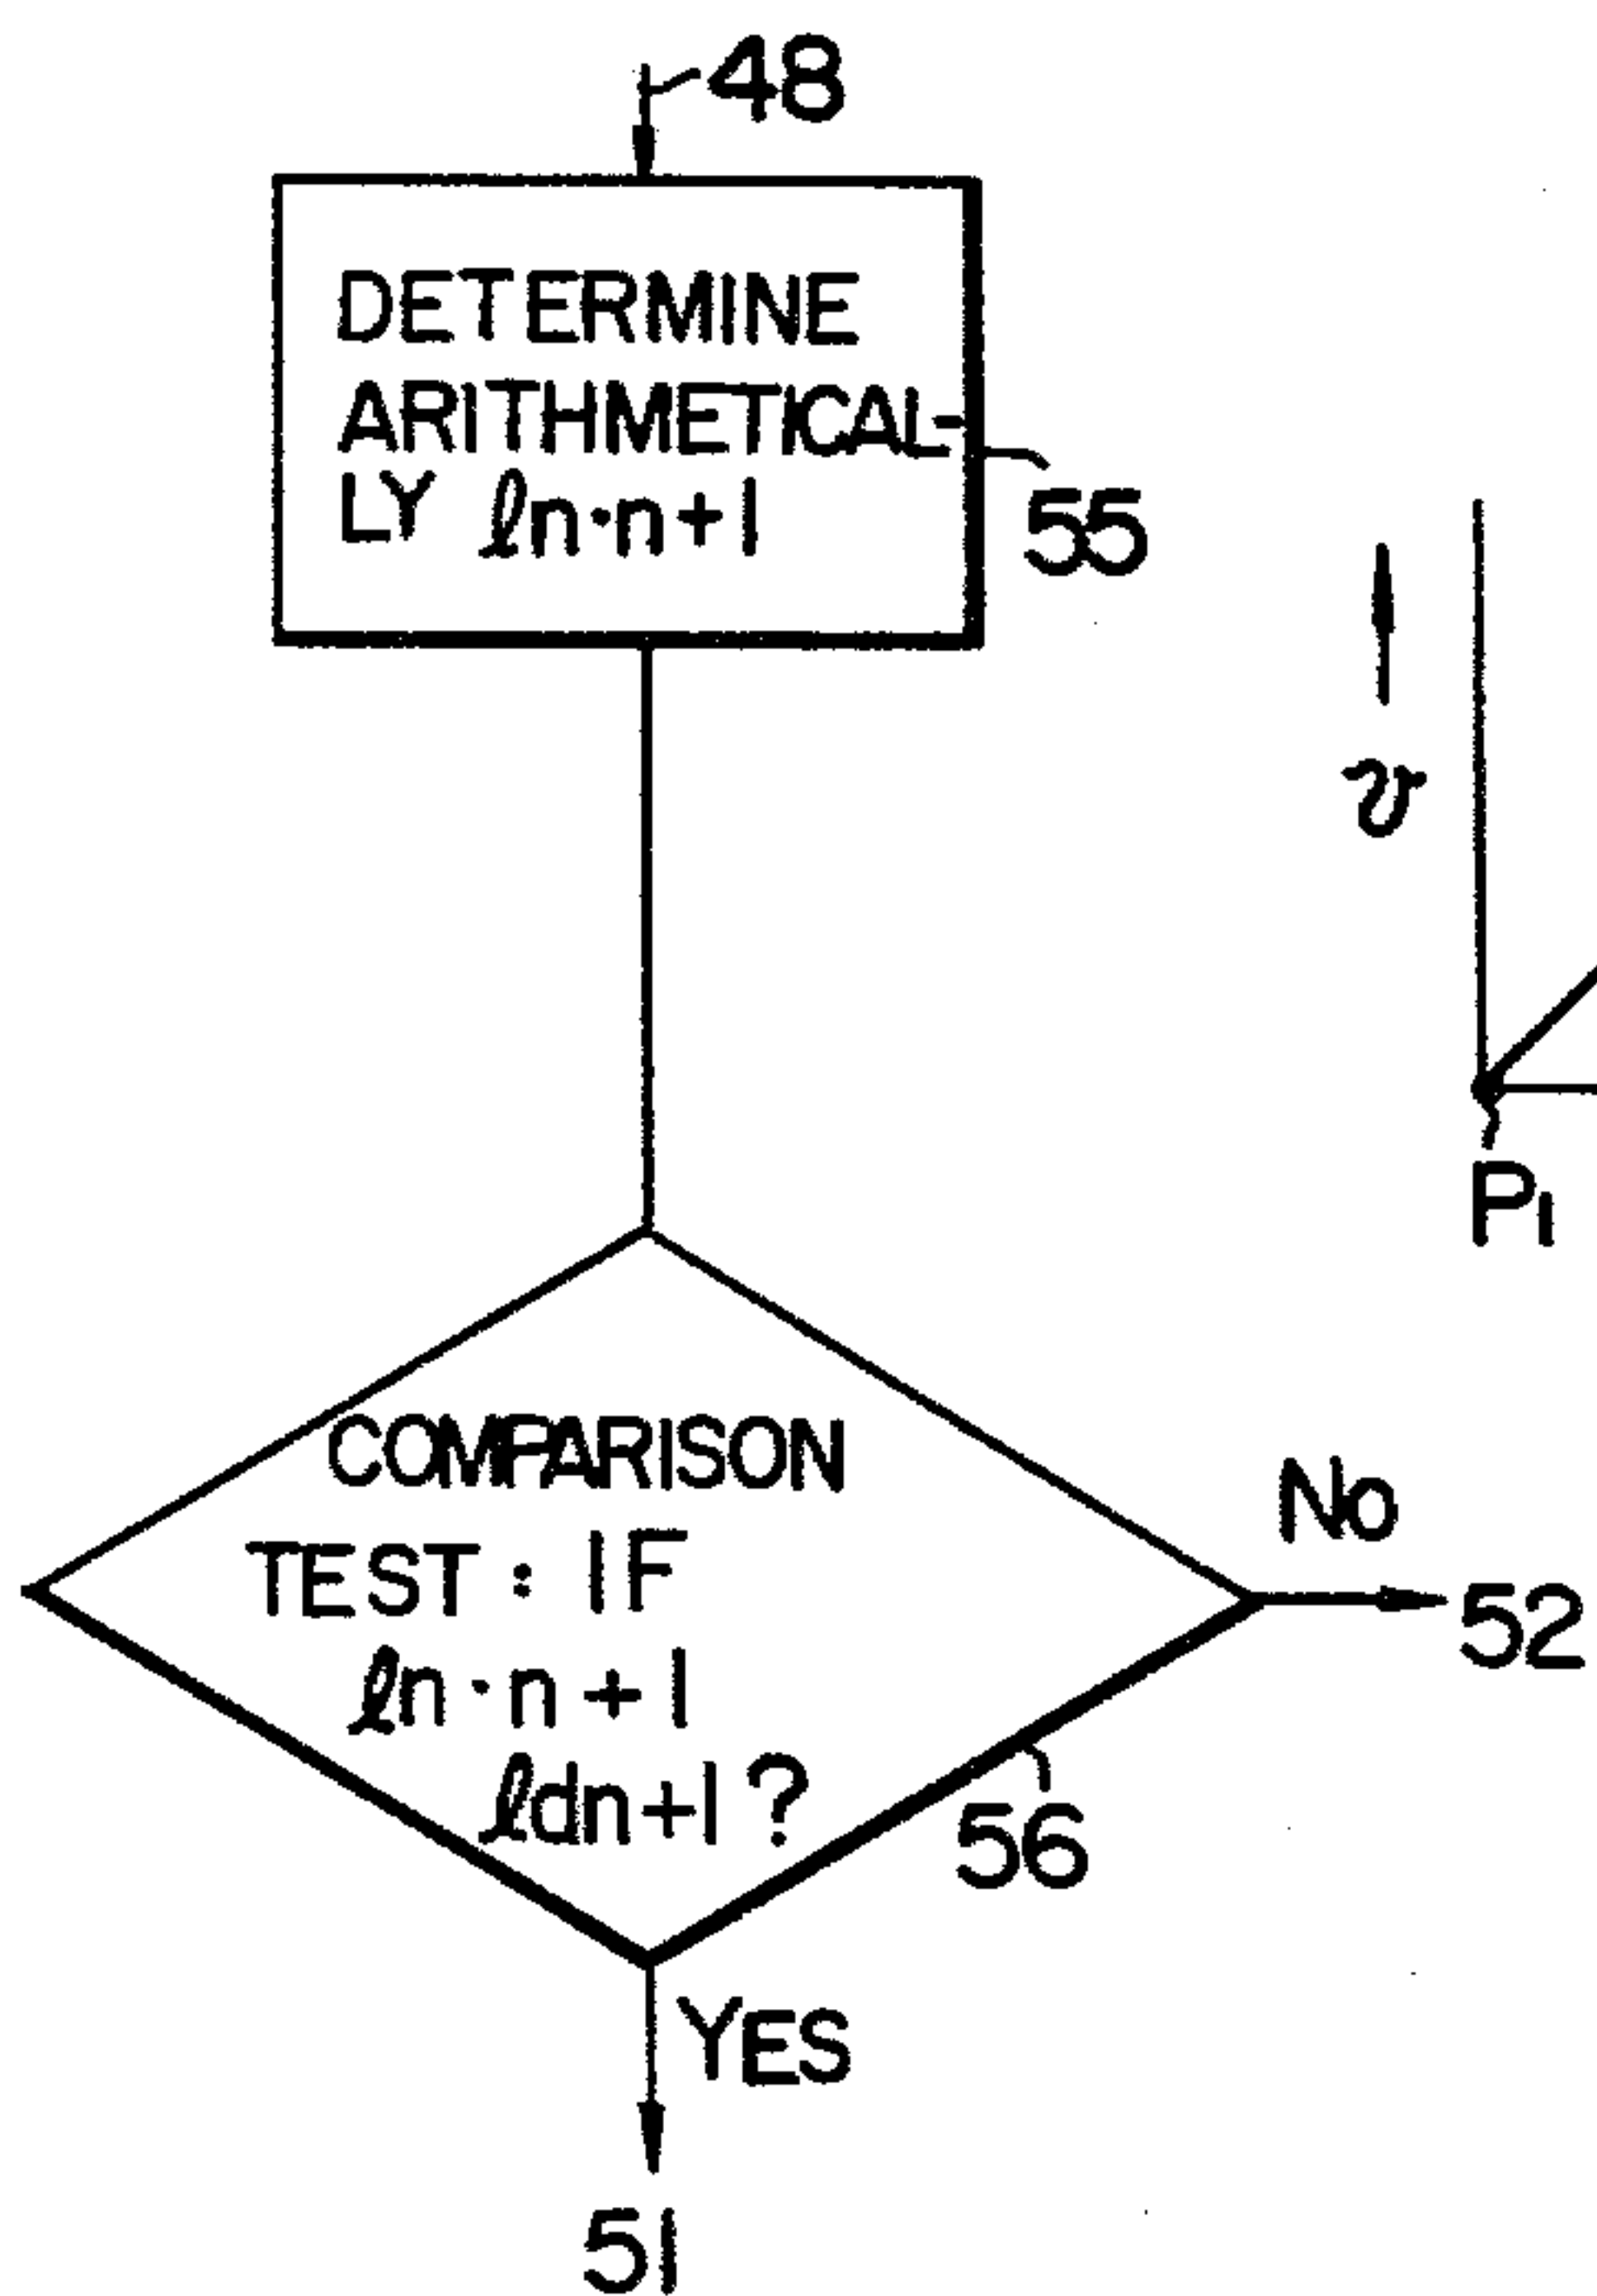 48
DETERMINE
ARITHMETICAL-
LY ℓn·n+1
55
v
P1
COMPARISON
TEST: IF
ℓn·n+1
ℓdn+1?
No
52
56
YES
51